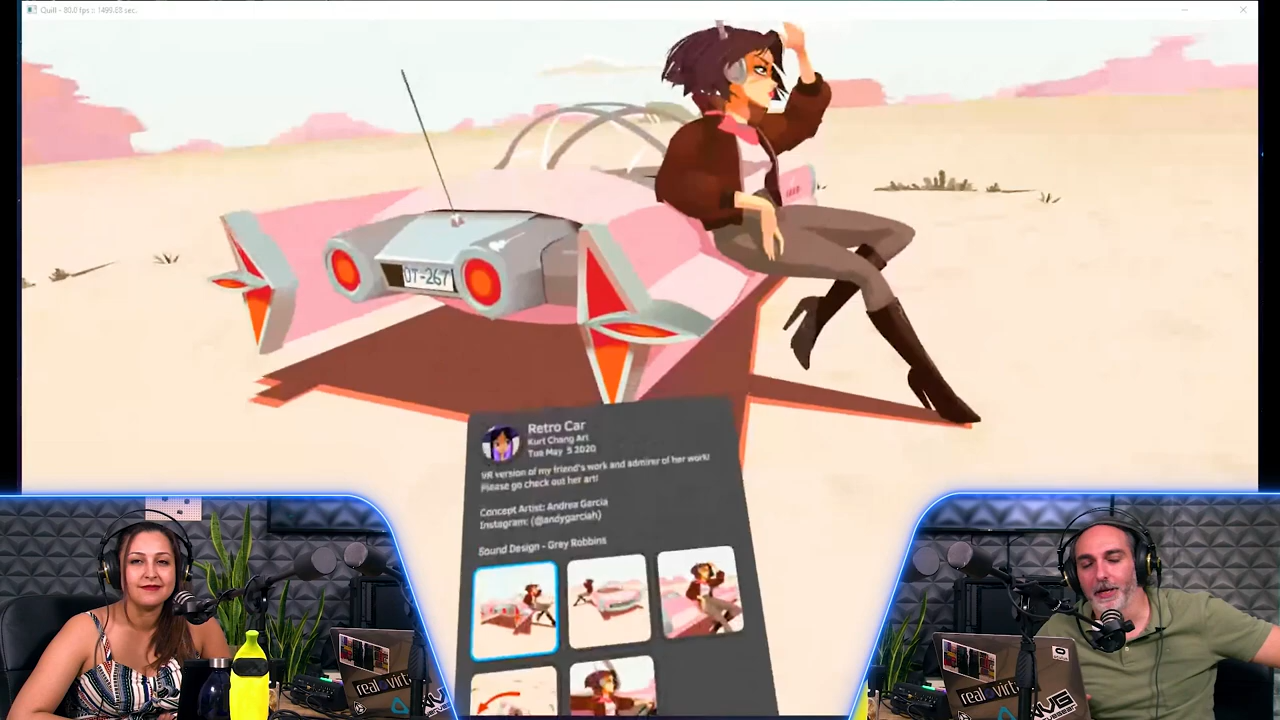 Quill - 80.0 fps :: 1499.88 sec.
OT-267
Retro Car
Kurt Chang Art
Tue May 5 2020
VR version of my friend's work and admirer of her work!
Please go check out her art!
Concept Artist: Andrea Garcia
Instagram: (@andygarciah)
Sound Design - Grey Robbins